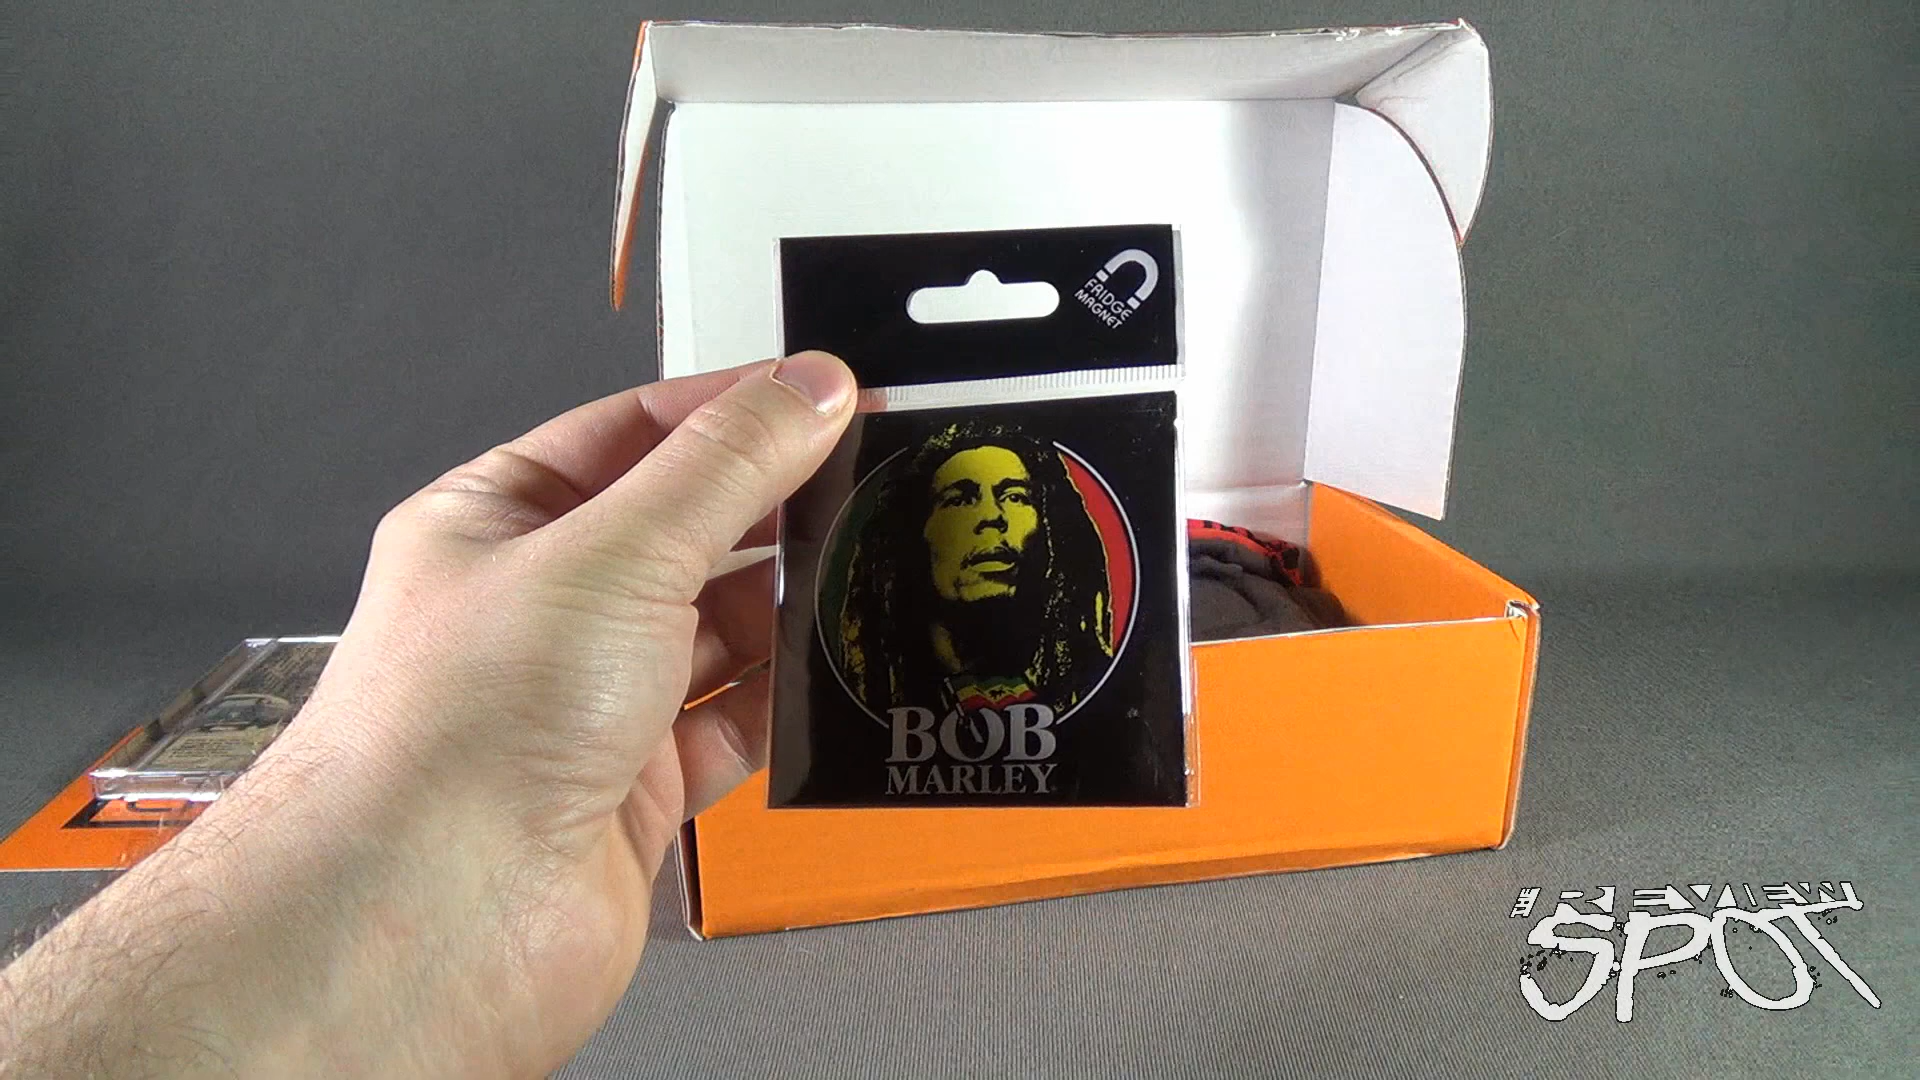 FRIDGE
MAGNET
BOB
MARLEY
THE REVIEW
SPOT